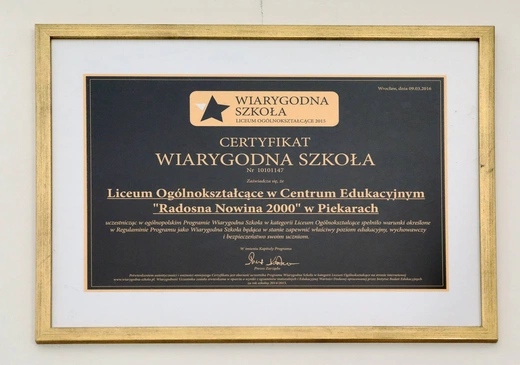 Wrocław, dnia 09.03.2016
WIARYGODNA
SZKOŁA
LICEUM OGÓLNOKSZTAŁCĄCE 2015
CERTYFIKAT
WIARYGODNA SZKOŁA
Nr 10101147
Zaświadcza się, że
Liceum Ogólnokształcące w Centrum Edukacyjnym
"Radosna Nowina 2000" w Piekarach
uczestnicząc w ogólnopolskim Programie Wiarygodna Szkoła w kategorii Liceum Ogólnokształcące spełniło warunki określone
w Regulaminie Programu jako Wiarygodna Szkoła będąca w stanie zapewnić właściwy poziom edukacyjny, wychowawczy
i bezpieczeństwo swoim uczniom.
W imieniu Kapituły Programu
Prezes Zarządu